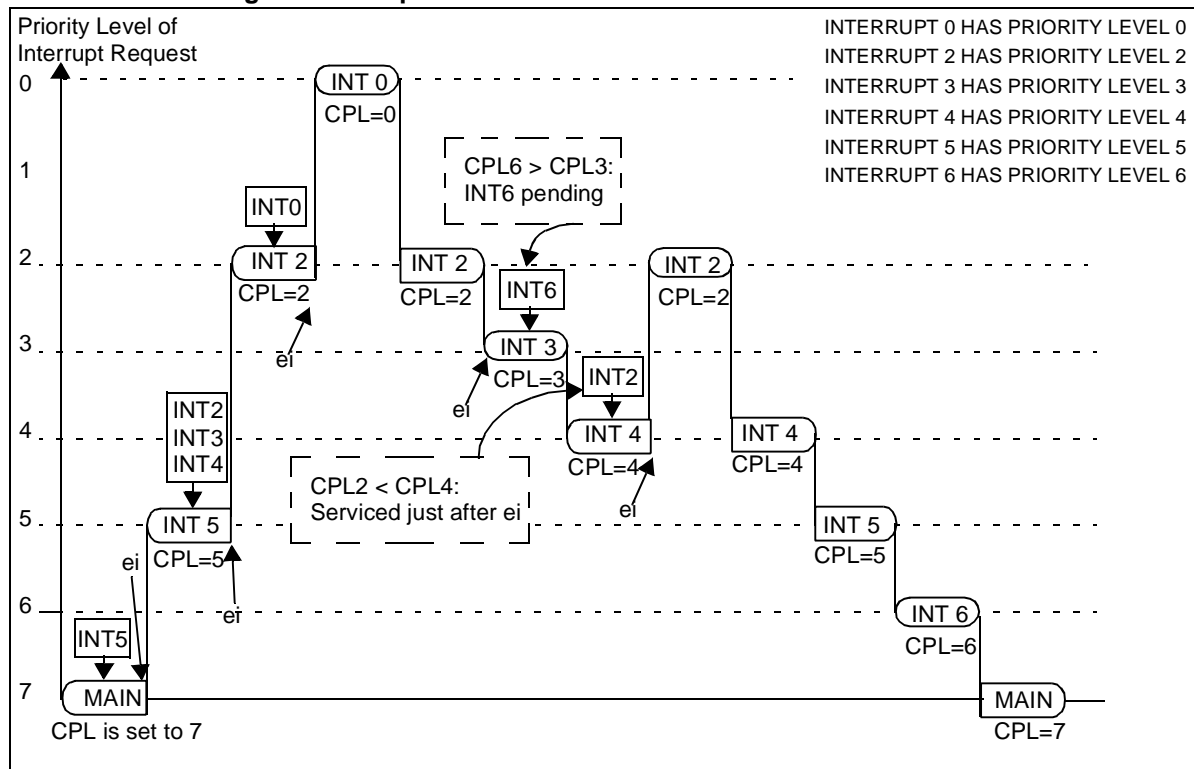 Priority Level of
Interrupt Request
INTERRUPT 0 HAS PRIORITY LEVEL 0
INTERRUPT 2 HAS PRIORITY LEVEL 2
INTERRUPT 3 HAS PRIORITY LEVEL 3
INTERRUPT 4 HAS PRIORITY LEVEL 4
INTERRUPT 5 HAS PRIORITY LEVEL 5
INTERRUPT 6 HAS PRIORITY LEVEL 6
0
INT 0
CPL=0
1
CPL6 > CPL3:
INT6 pending
INT0
2
INT 2
CPL=2
INT 2
CPL=2
INT 2
CPL=2
INT6
ei
3
INT 3
CPL=3
ei
INT2
INT2
INT3
INT4
4
INT 4
CPL=4
INT 4
CPL=4
CPL2 < CPL4:
Serviced just after ei
ei
5
INT 5
CPL=5
INT 5
CPL=5
ei
ei
6
INT 6
CPL=6
INT5
7
MAIN
MAIN
CPL is set to 7
CPL=7